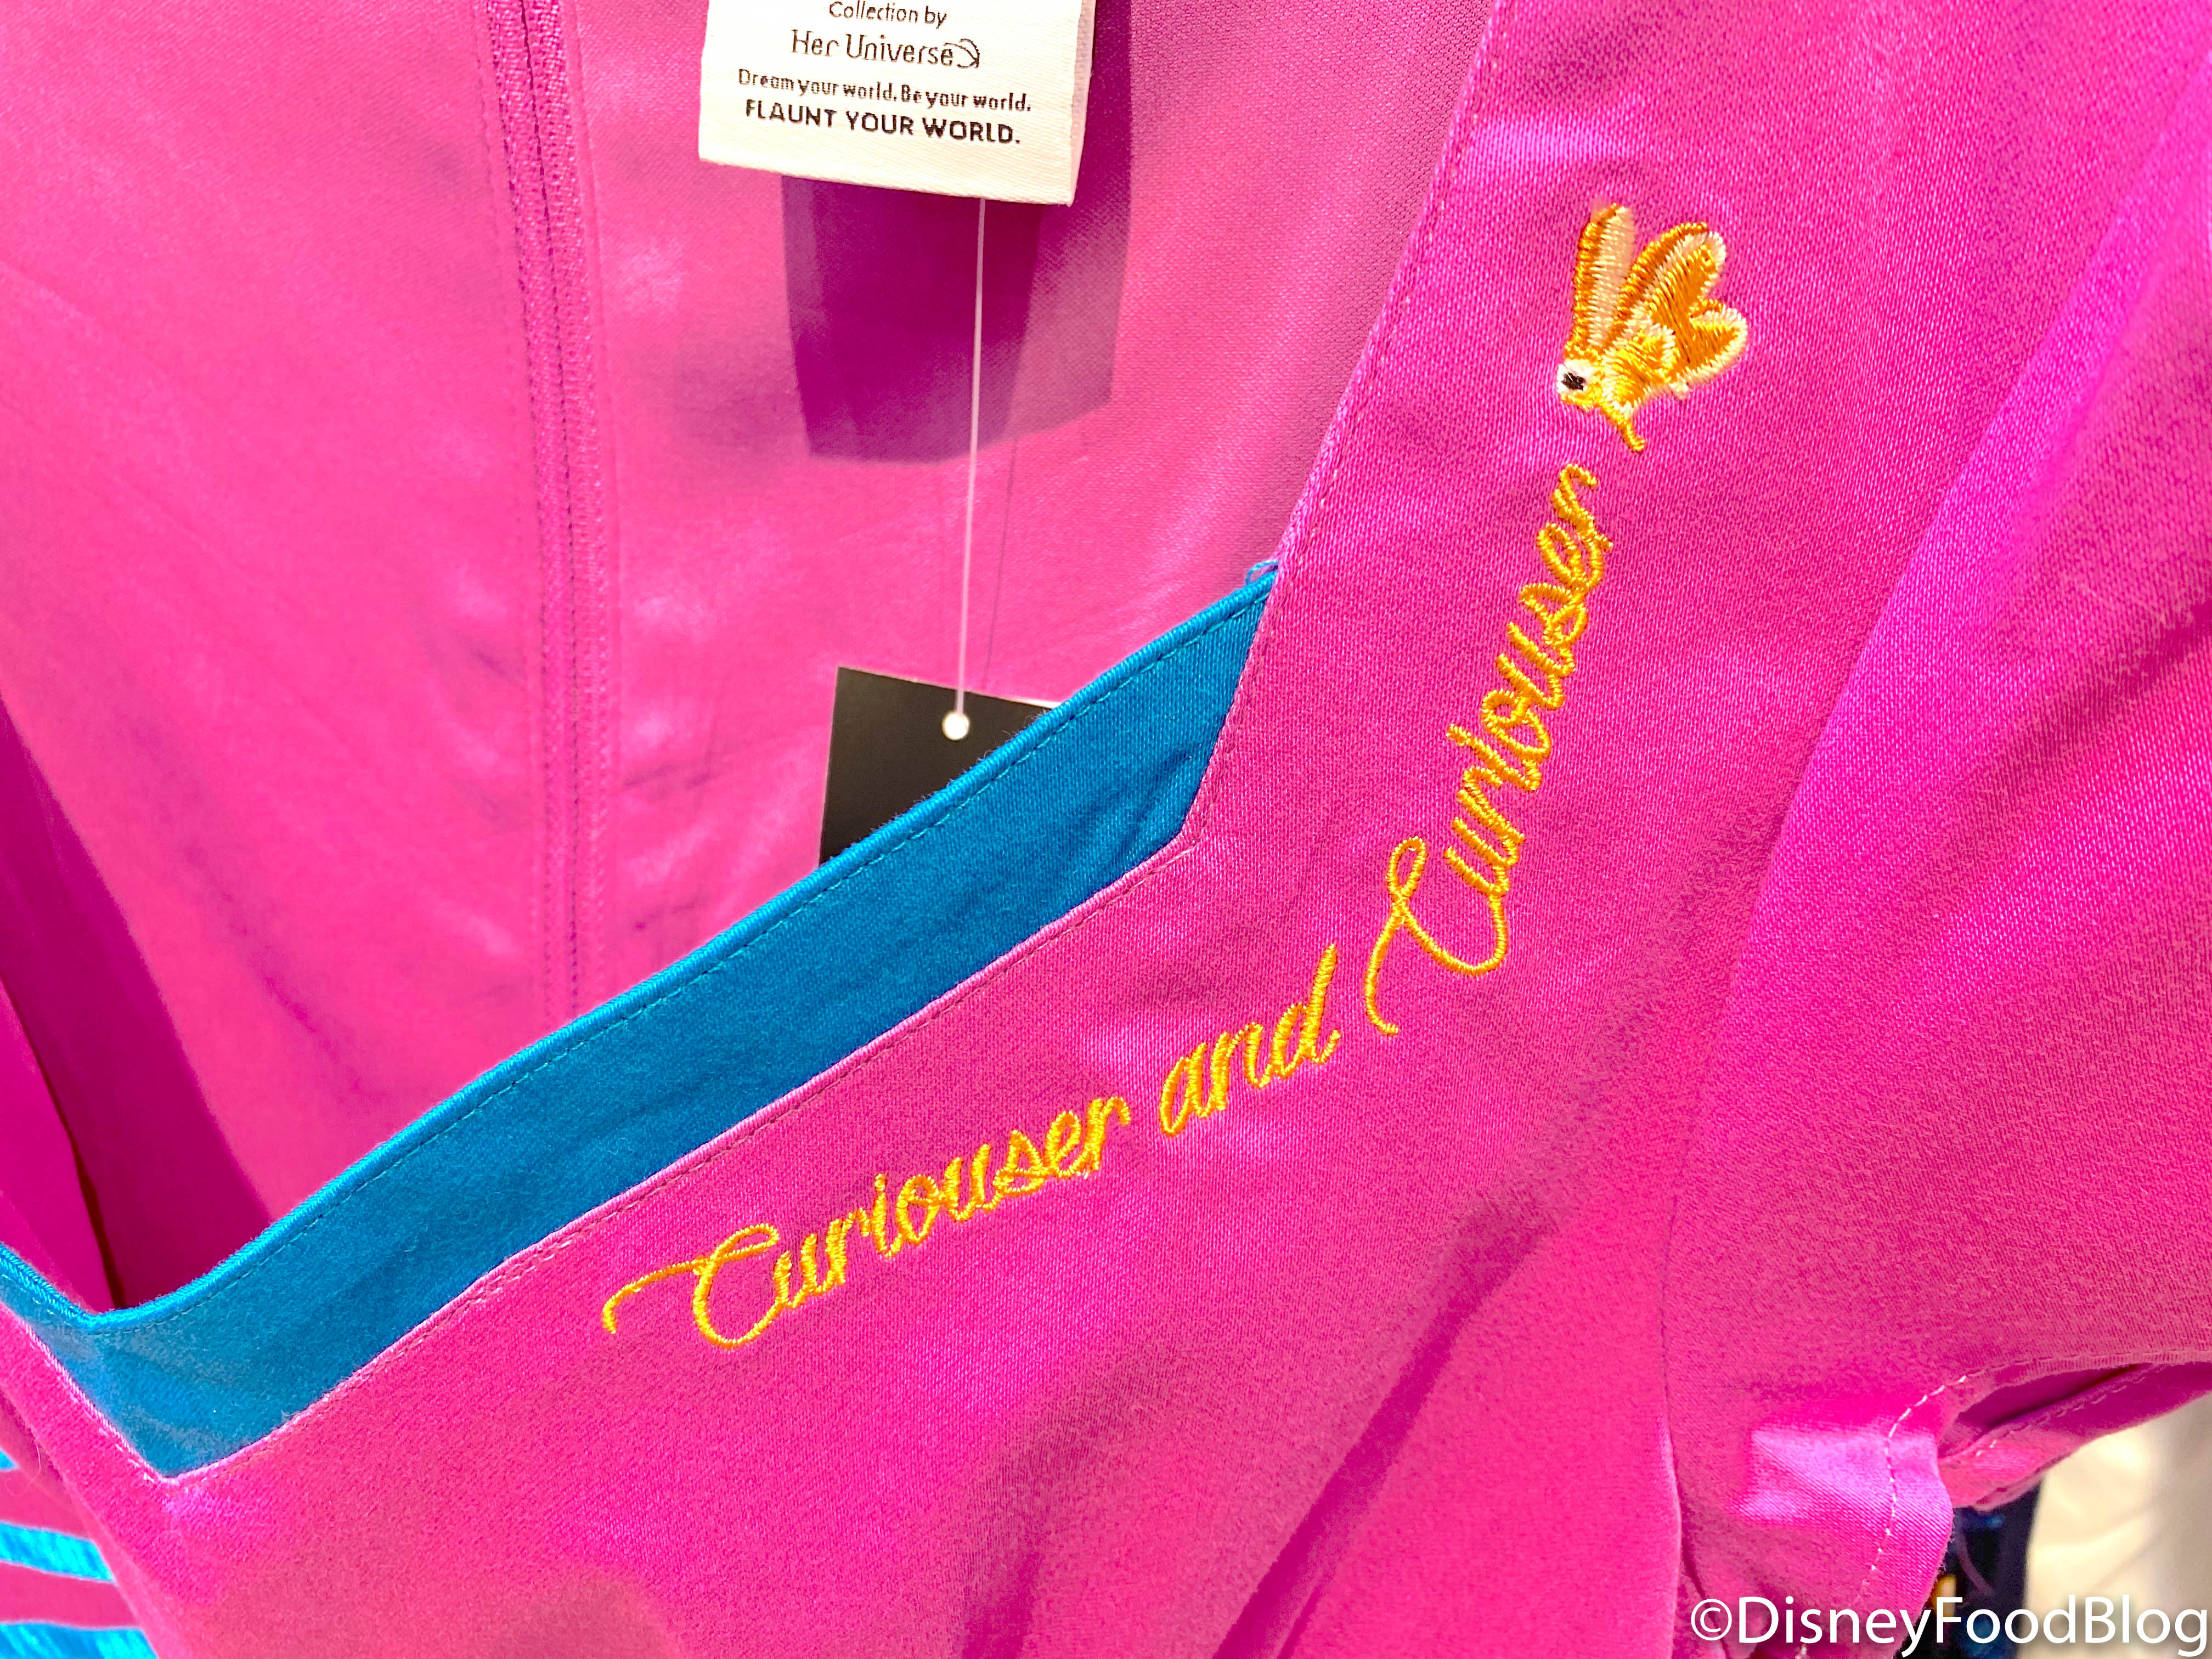 Collection by
Her Universe
Dream your world. Be your world.
FLAUNT YOUR WORLD.
Curiouser and Curiouser
©DisneyFoodBlog